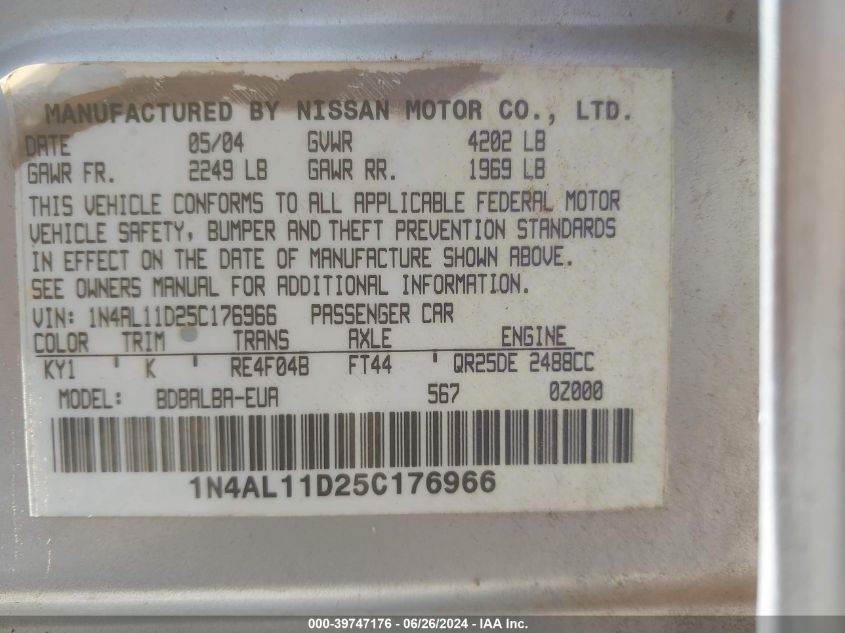 MANUFACTURED BY NISSAN MOTOR CO., LTD.
DATE 05/04 GVWR 4202 LB
GAWR FR. 2249 LB GAWR RR. 1969 LB
THIS VEHICLE CONFORMS TO ALL APPLICABLE FEDERAL MOTOR
VEHICLE SAFETY, BUMPER AND THEFT PREVENTION STANDARDS
IN EFFECT ON THE DATE OF MANUFACTURE SHOWN ABOVE.
SEE OWNERS MANUAL FOR ADDITIONAL INFORMATION.
VIN: 1N4AL11D25C176966 PASSENGER CAR
COLOR TRIM TRANS AXLE ENGINE
KY1 K RE4F04B FT44 QR25DE 2488CC
MODEL: BDBALBA-EUA 567 0Z000
1N4AL11D25C176966
000-39747176 - 06/26/2024 - IAA Inc.